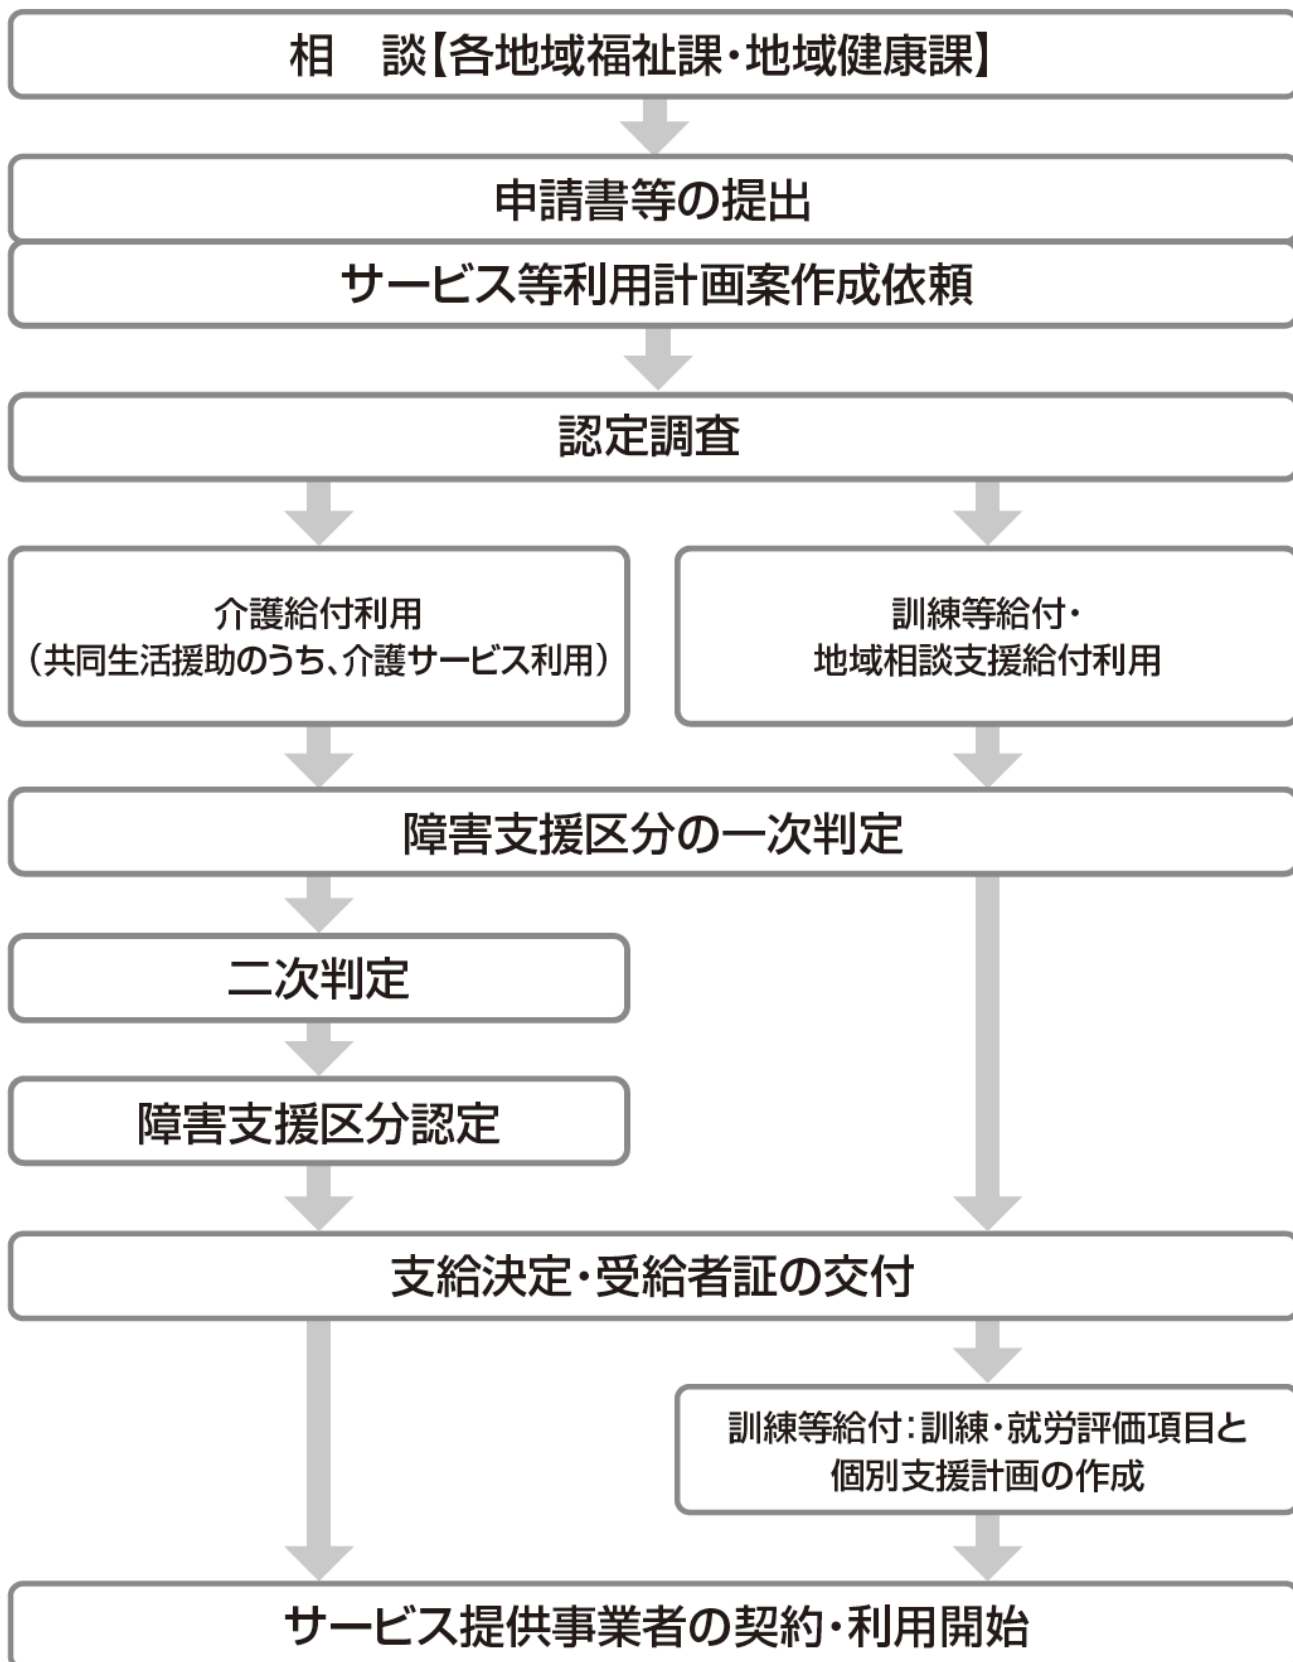 相　談【各地域福祉課・地域健康課】
申請書等の提出
サービス等利用計画案作成依頼
認定調査
介護給付利用
（共同生活援助のうち、介護サービス利用）
訓練等給付・
地域相談支援給付利用
障害支援区分の一次判定
二次判定
障害支援区分認定
支給決定・受給者証の交付
訓練等給付：訓練・就労評価項目と
個別支援計画の作成
サービス提供事業者の契約・利用開始